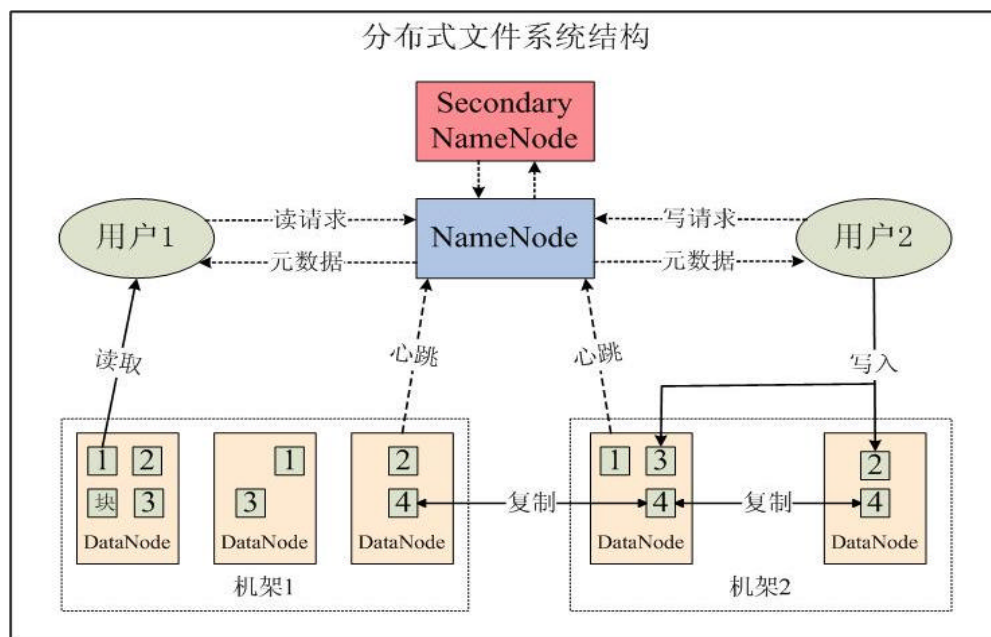 分布式文件系统结构
Secondary
NameNode
用户1
读请求
元数据
NameNode
写请求
元数据
用户2
读取
心跳
心跳
写入
1 2
块 3
DataNode
1
3
DataNode
2
4
DataNode
机架1
复制
1 3
4
DataNode
复制
2
4
DataNode
机架2